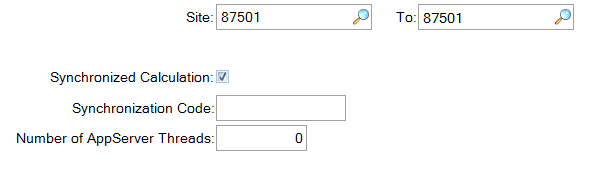 Site: 87501 To: 87501
Synchronized Calculation:
Synchronization Code:
Number of AppServer Threads: 0